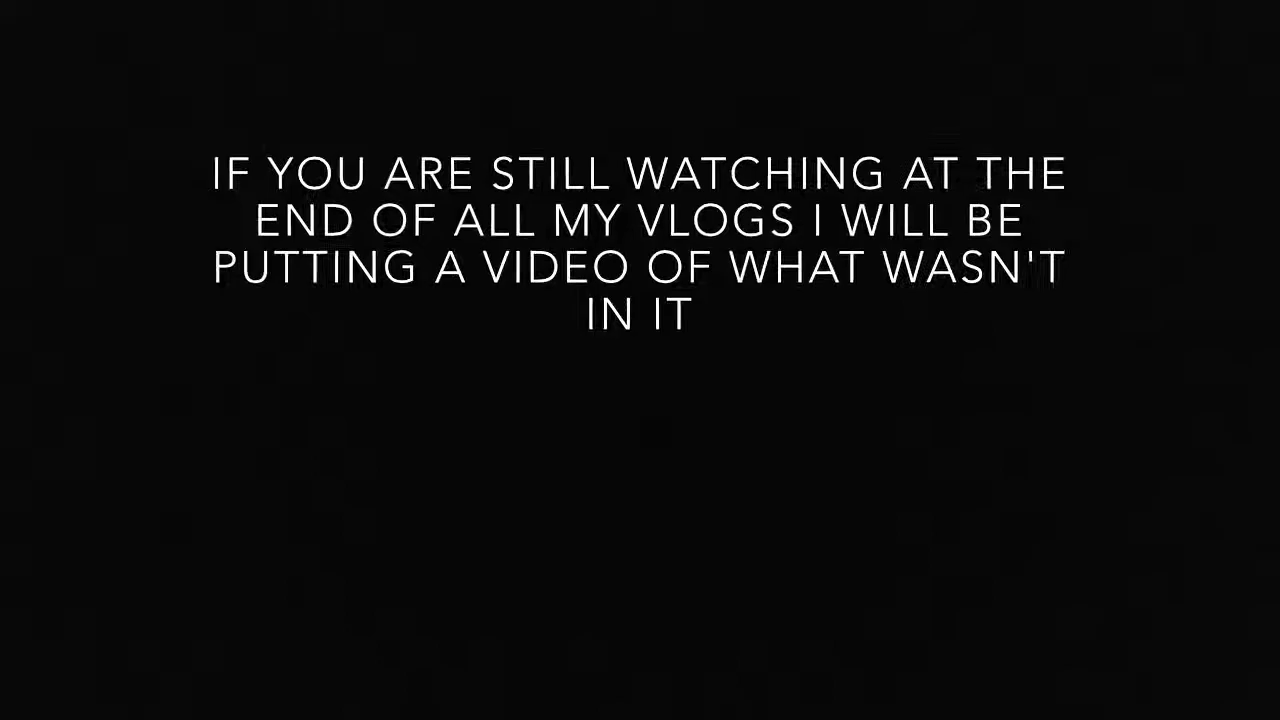 IF YOU ARE STILL WATCHING AT THE
END OF ALL MY VLOGS I WILL BE
PUTTING A VIDEO OF WHAT WASN'T
IN IT